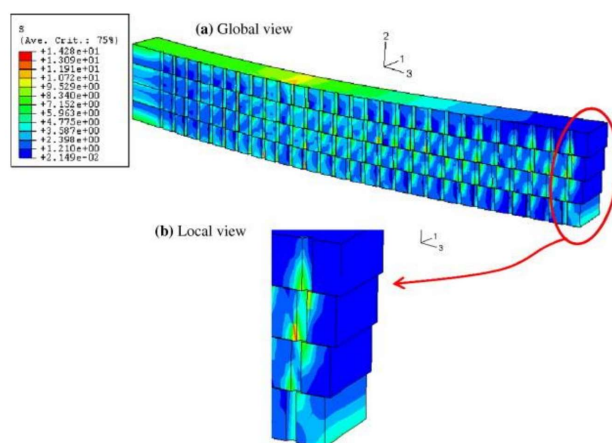 (a) Global view
S
(Ave. Crit.: 75%)
+1.428e+01
+1.309e+01
+1.191e+01
+1.072e+01
+9.529e+00
+8.340e+00
+7.152e+00
+5.963e+00
+4.775e+00
+3.587e+00
+2.398e+00
+1.210e+00
+2.149e-02
2
1
3
(b) Local view
1
3